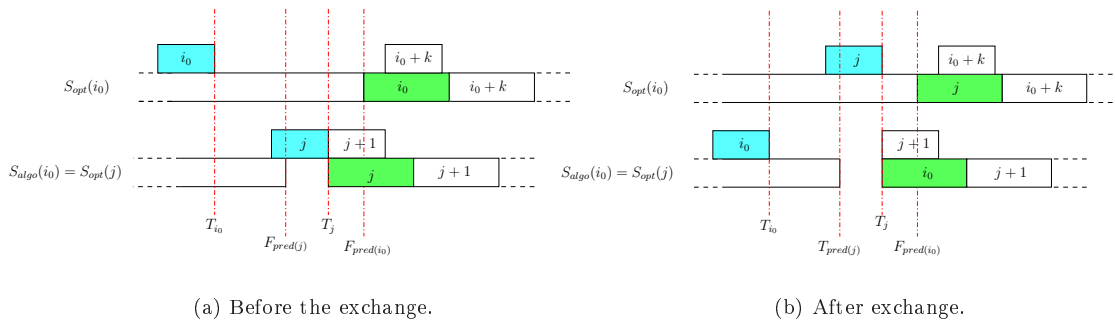 i₀
i₀ + k
S_opt(i₀)
i₀
i₀ + k
j
j + 1
S_algo(i₀) = S_opt(j)
j
j + 1
T_i₀
T_j
F_pred(j)
F_pred(i₀)
(a) Before the exchange.
j
i₀ + k
S_opt(i₀)
j
i₀ + k
i₀
j + 1
S_algo(i₀) = S_opt(j)
i₀
j + 1
T_i₀
T_j
T_pred(j)
F_pred(i₀)
(b) After exchange.